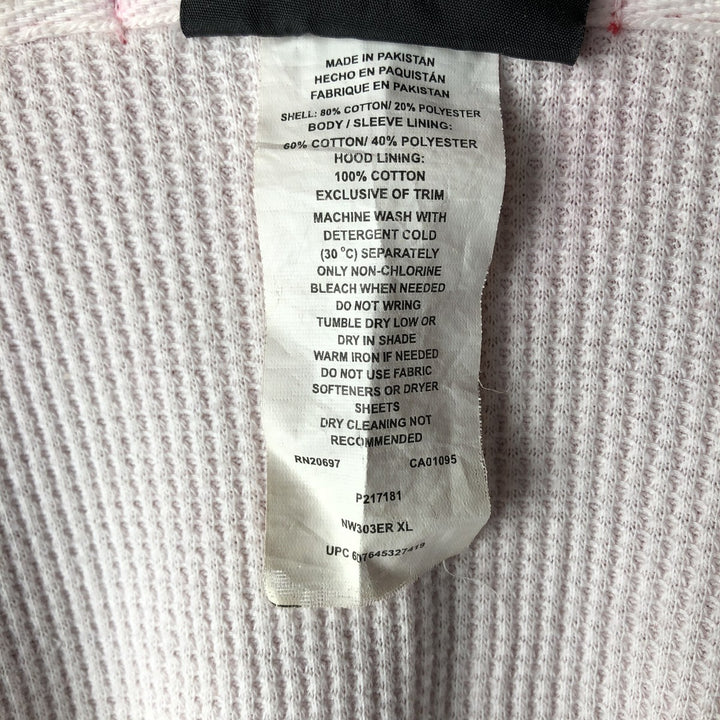 MADE IN PAKISTAN
HECHO EN PAQUISTÁN
FABRIQUE EN PAKISTAN
SHELL: 80% COTTON/ 20% POLYESTER
BODY / SLEEVE LINING:
60% COTTON/ 40% POLYESTER
HOOD LINING:
100% COTTON
EXCLUSIVE OF TRIM
MACHINE WASH WITH
DETERGENT COLD
(30 °C) SEPARATELY
ONLY NON-CHLORINE
BLEACH WHEN NEEDED
DO NOT WRING
TUMBLE DRY LOW OR
DRY IN SHADE
WARM IRON IF NEEDED
DO NOT USE FABRIC
SOFTENERS OR DRYER
SHEETS
DRY CLEANING NOT
RECOMMENDED
RN20697 CA01095
P217181
NW303ER XL
UPC